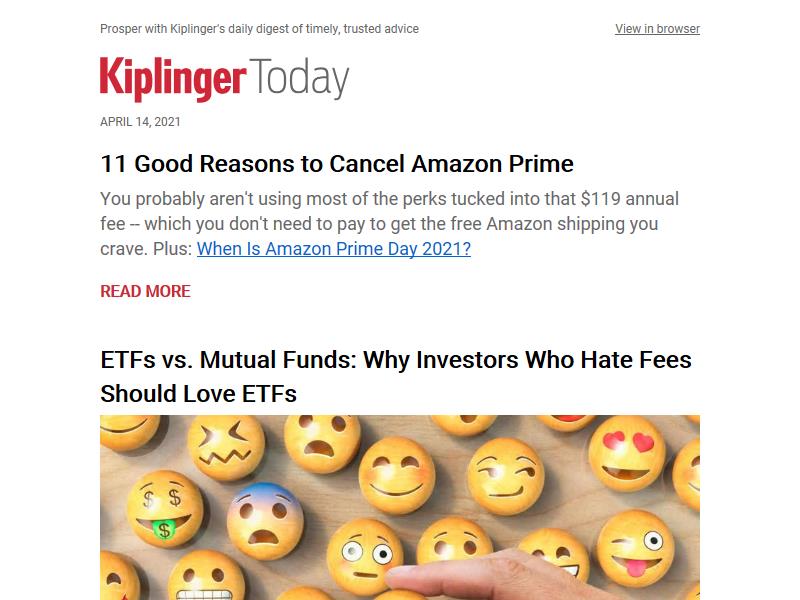 Prosper with Kiplinger's daily digest of timely, trusted advice
View in browser
Kiplinger Today
APRIL 14, 2021
11 Good Reasons to Cancel Amazon Prime
You probably aren't using most of the perks tucked into that $119 annual
fee -- which you don't need to pay to get the free Amazon shipping you
crave. Plus: When Is Amazon Prime Day 2021?
READ MORE
ETFs vs. Mutual Funds: Why Investors Who Hate Fees
Should Love ETFs
$ $
$